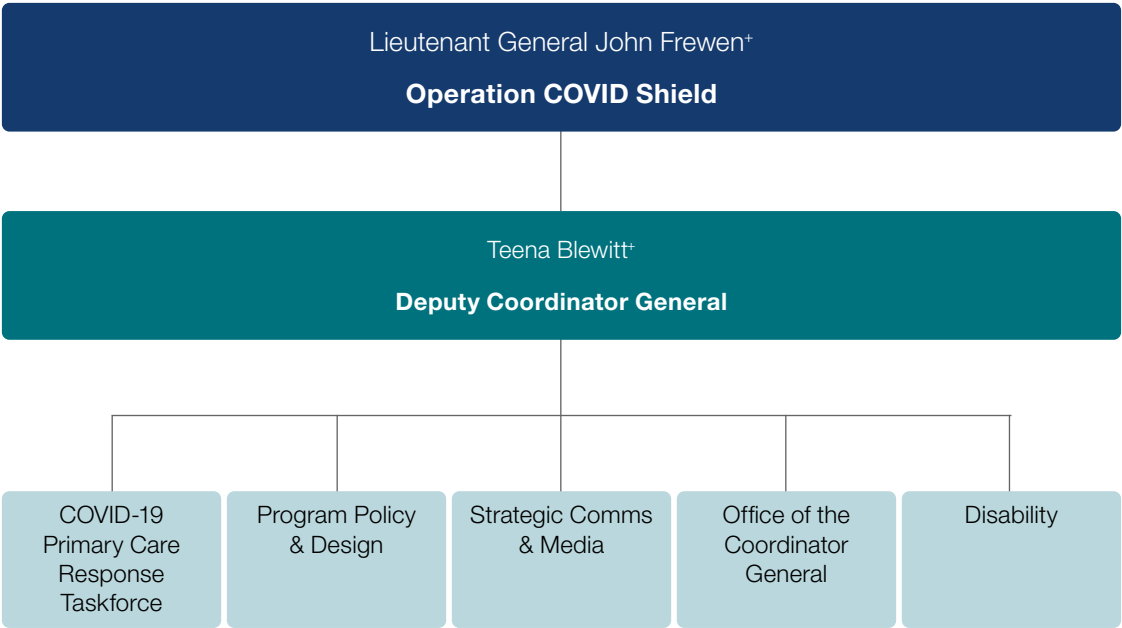 Lieutenant General John Frewen⁺
Operation COVID Shield
Teena Blewitt⁺
Deputy Coordinator General
COVID-19
Primary Care
Response
Taskforce
Program Policy
& Design
Strategic Comms
& Media
Office of the
Coordinator
General
Disability